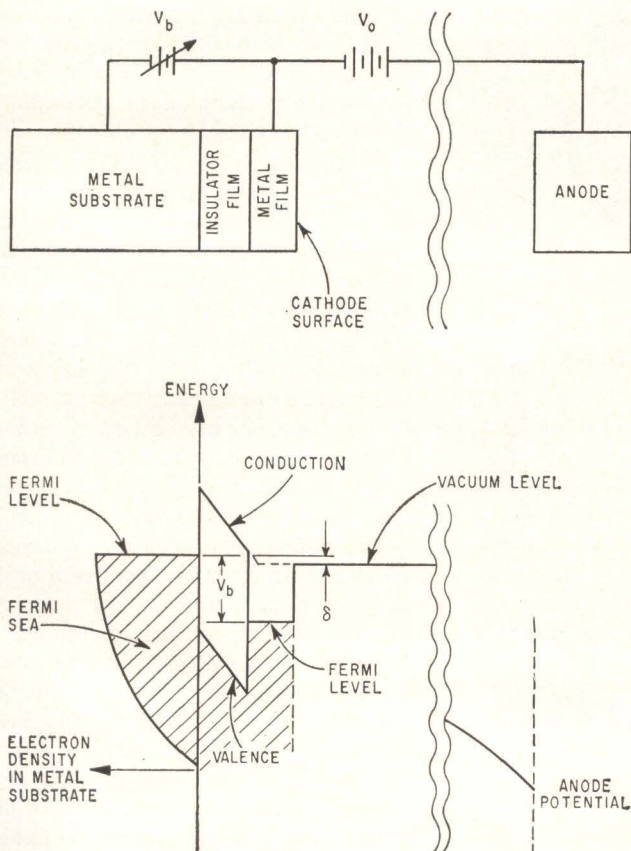 V_b
V_o
METAL
SUBSTRATE
INSULATOR
FILM
METAL
FILM
ANODE
CATHODE
SURFACE
ENERGY
CONDUCTION
FERMI
LEVEL
VACUUM LEVEL
V_b
δ
FERMI
SEA
FERMI
LEVEL
ELECTRON
DENSITY
IN METAL
SUBSTRATE
VALENCE
ANODE
POTENTIAL